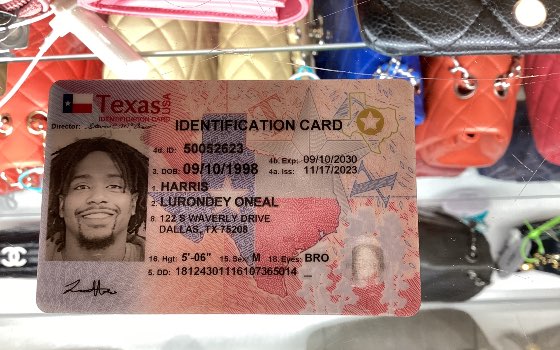 Texas USA
IDENTIFICATION CARD
Director:
IDENTIFICATION CARD
4d. ID: 50052623
4b. Exp: 09/10/2030
3. DOB: 09/10/1998
4a. Iss: 11/17/2023
1. HARRIS
2. LURONDEY ONEAL
8. 122 S WAVERLY DRIVE
DALLAS, TX 75208
16. Hgt: 5'-06" 15. Sex: M 18. Eyes: BRO
5. DD: 18124301116107365014